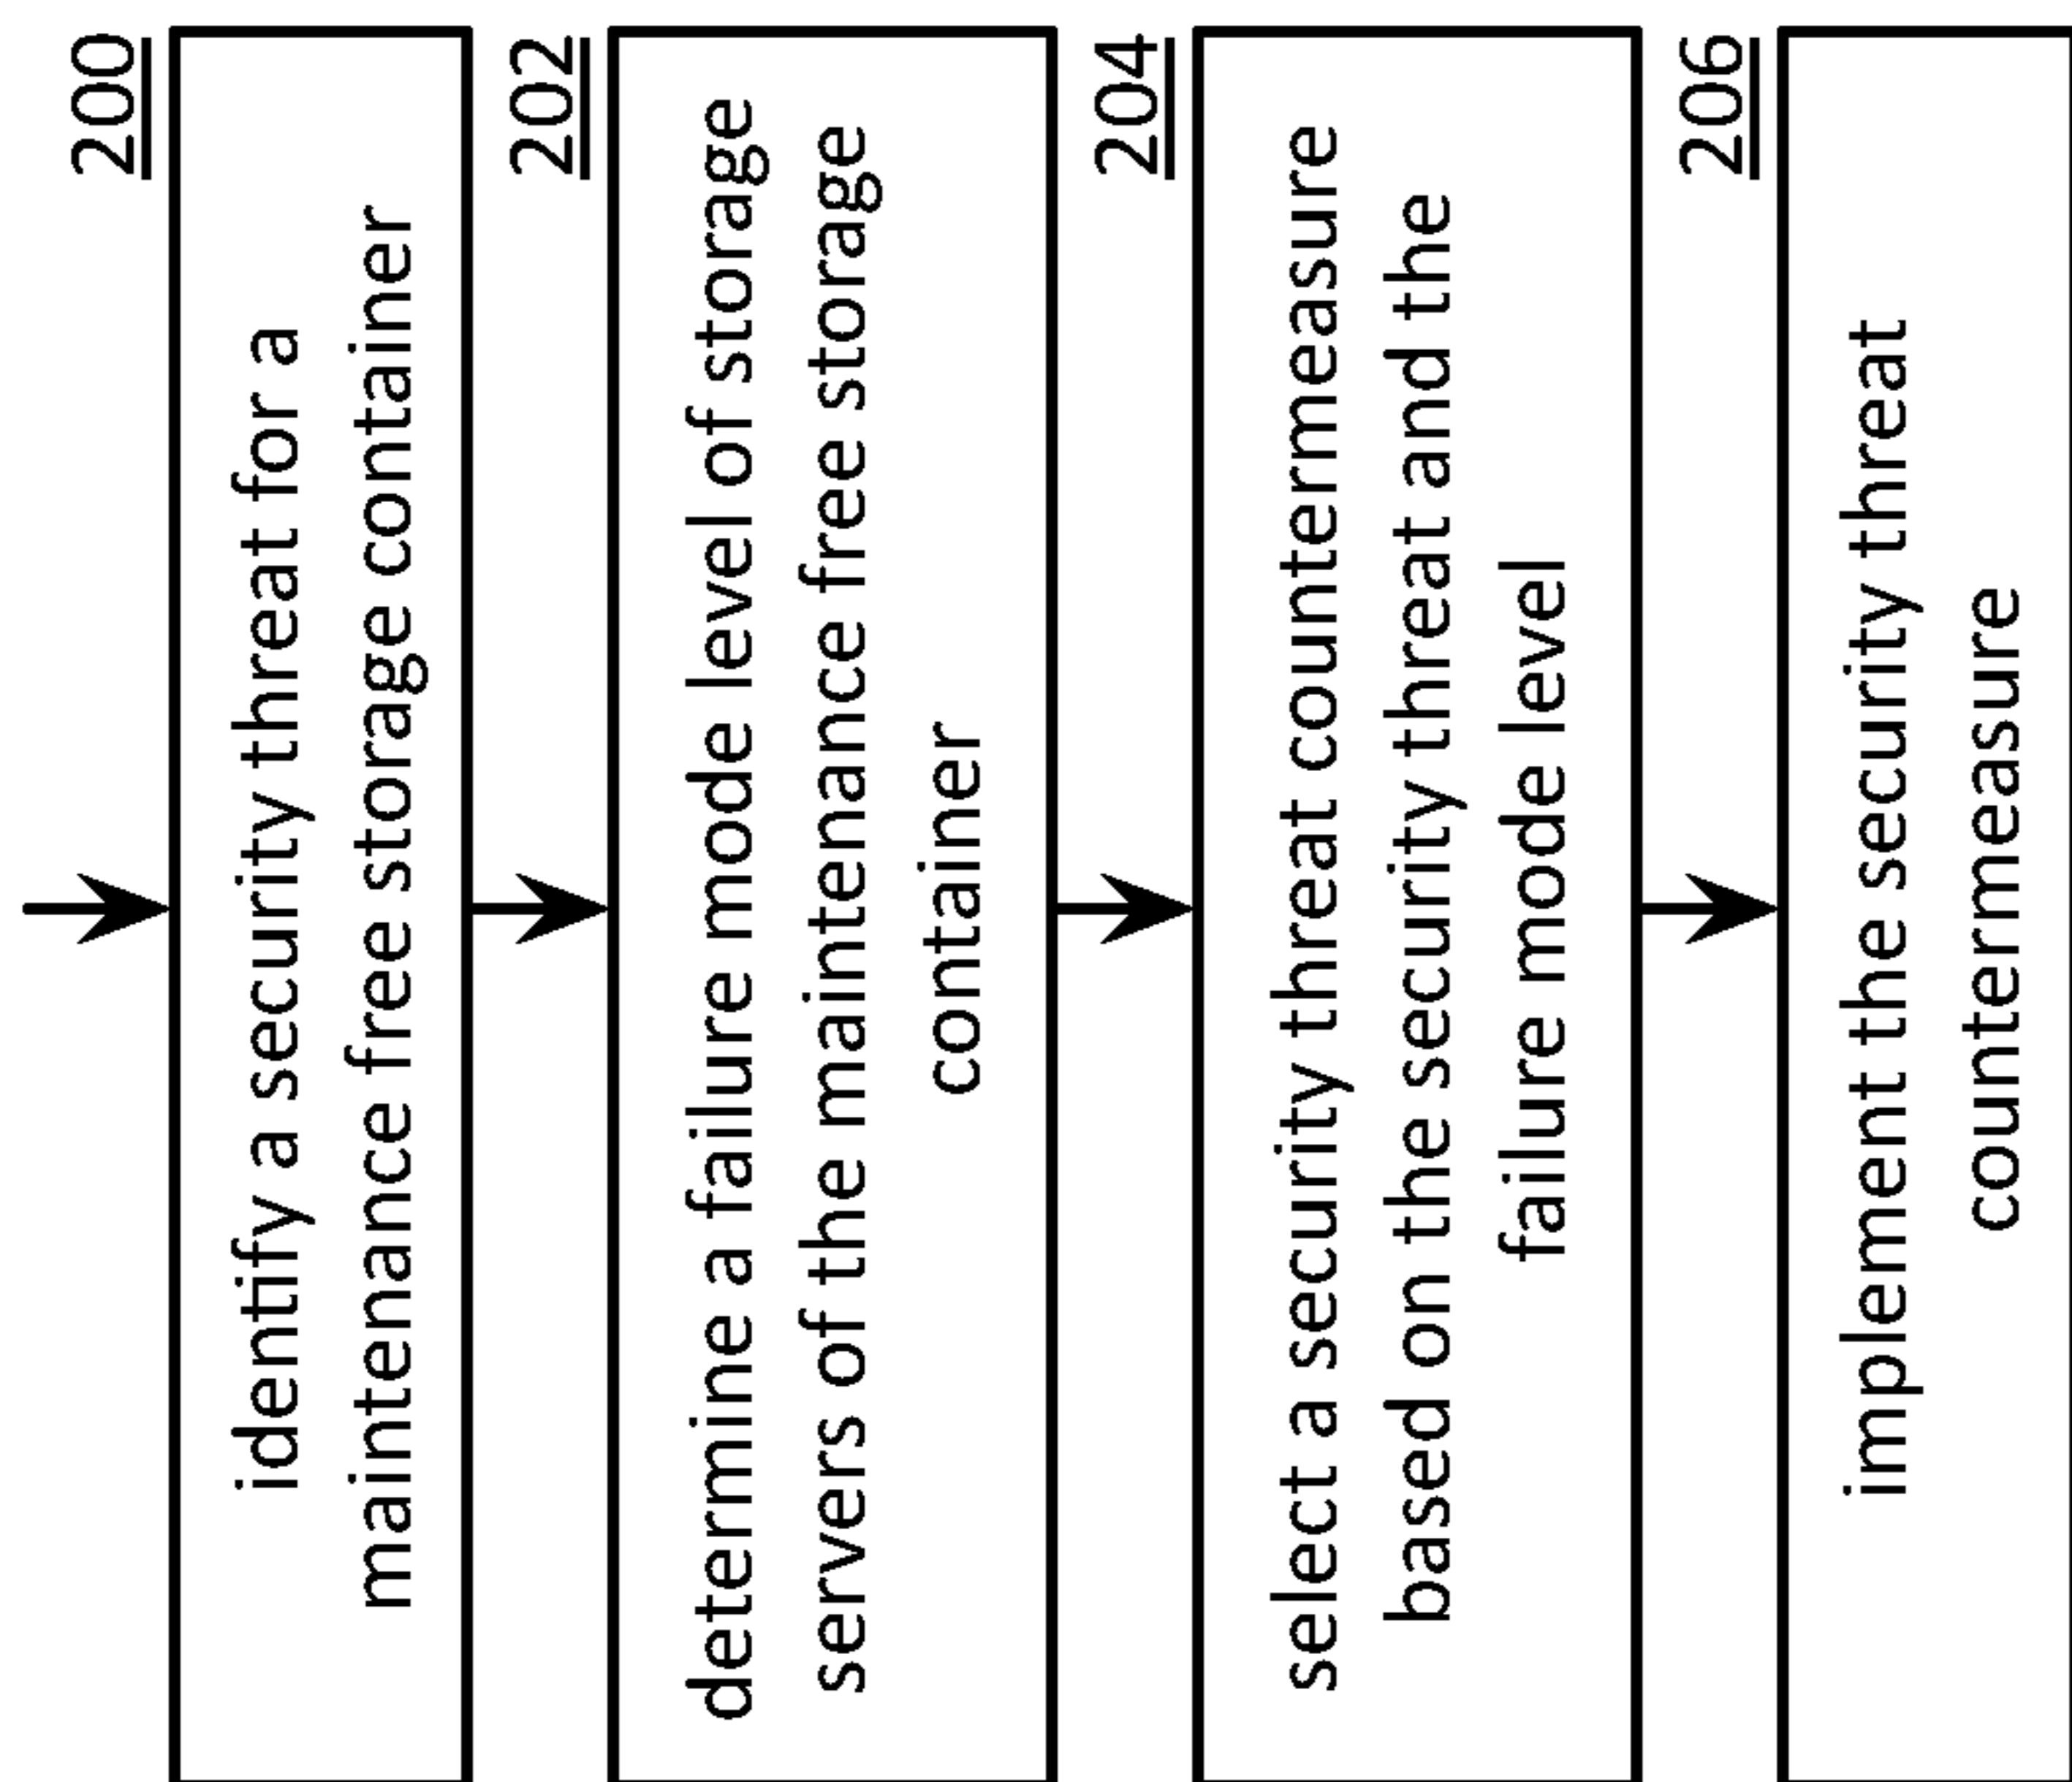 200
identify a security threat for a
maintenance free storage container
202
determine a failure mode level of storage
servers of the maintenance free storage
container
204
select a security threat countermeasure
based on the security threat and the
failure mode level
206
implement the security threat
countermeasure